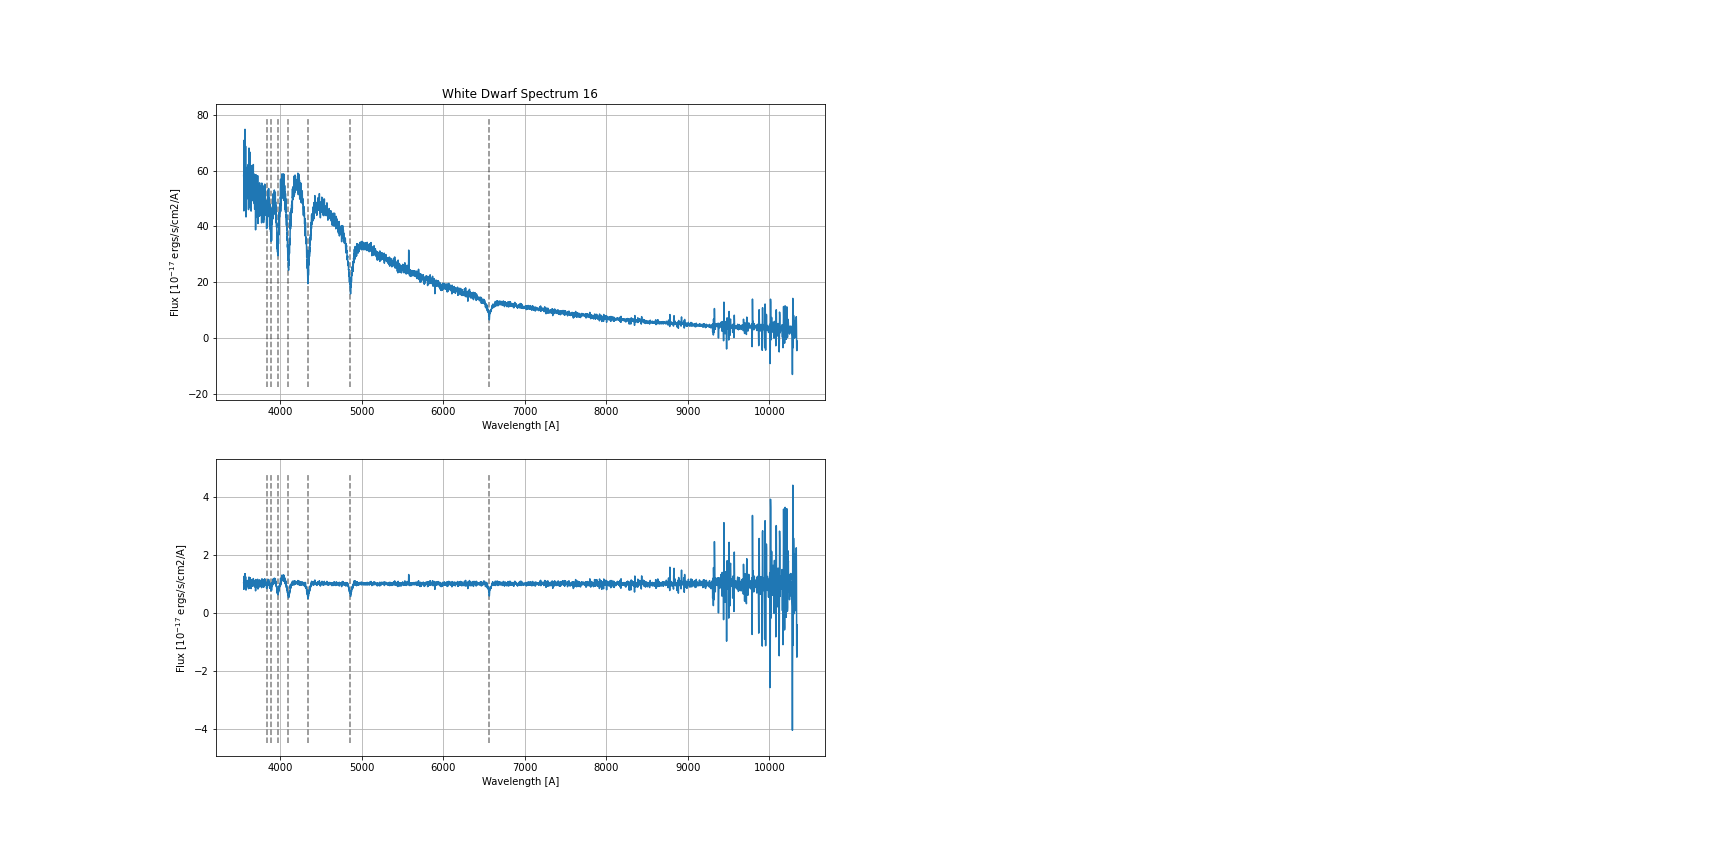 White Dwarf Spectrum 16
80
60
40
20
0
−20
Flux [10^−17 ergs/s/cm2/A]
4000 5000 6000 7000 8000 9000 10000
Wavelength [A]
4
2
0
−2
−4
Flux [10^−17 ergs/s/cm2/A]
4000 5000 6000 7000 8000 9000 10000
Wavelength [A]